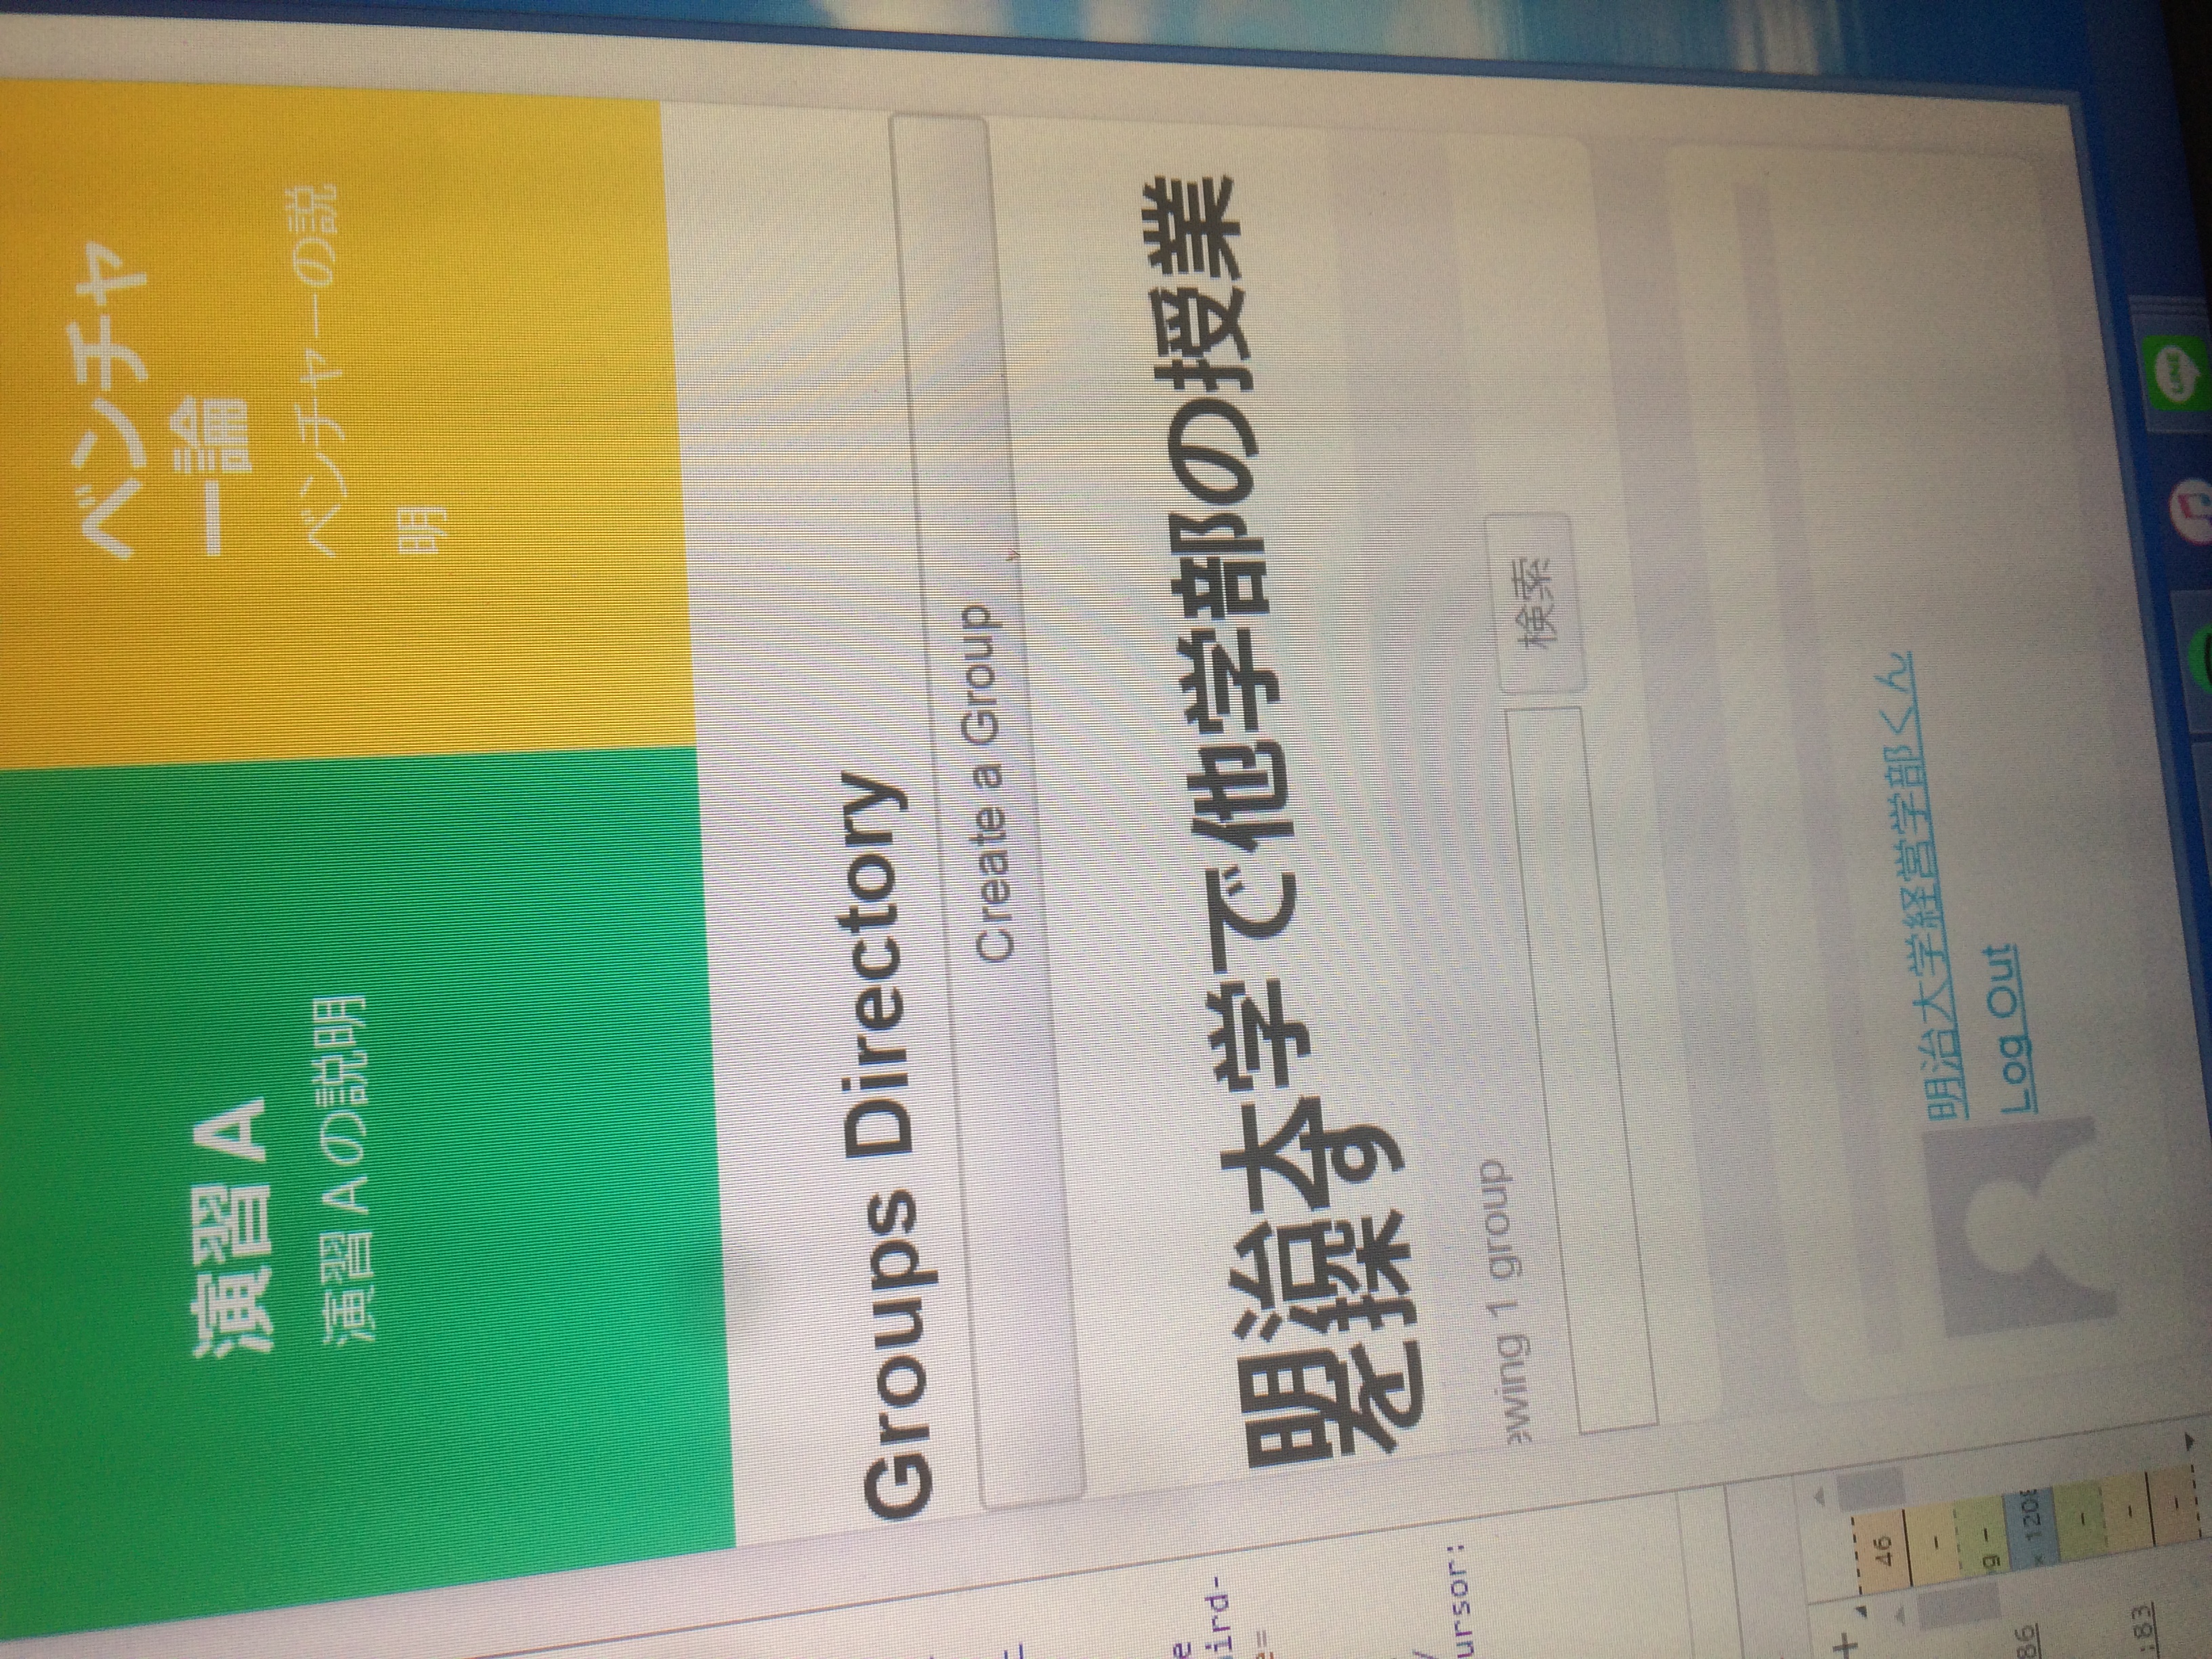 演習A
演習Aの説明
ベンチャ
ー論
ベンチャーの説
明
Groups Directory
Create a Group
明治大学で他学部の授業
を探す
ewing 1 group
検索
明治大学経営学部くん
Log Out
e
ird-
e=
ursor:
46
-
g -
× 1208
86
-
-
:83
-
LINE